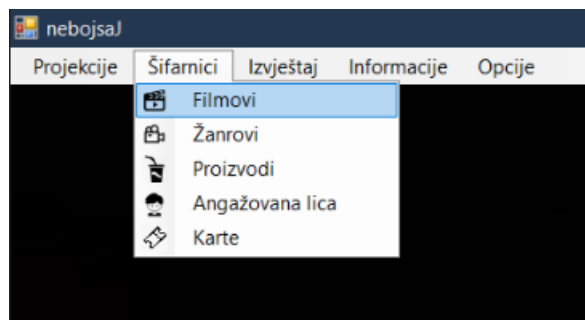 nebojsaJ
Projekcije Šifarnici Izvještaj Informacije Opcije
Filmovi
Žanrovi
Proizvodi
Angažovana lica
Karte